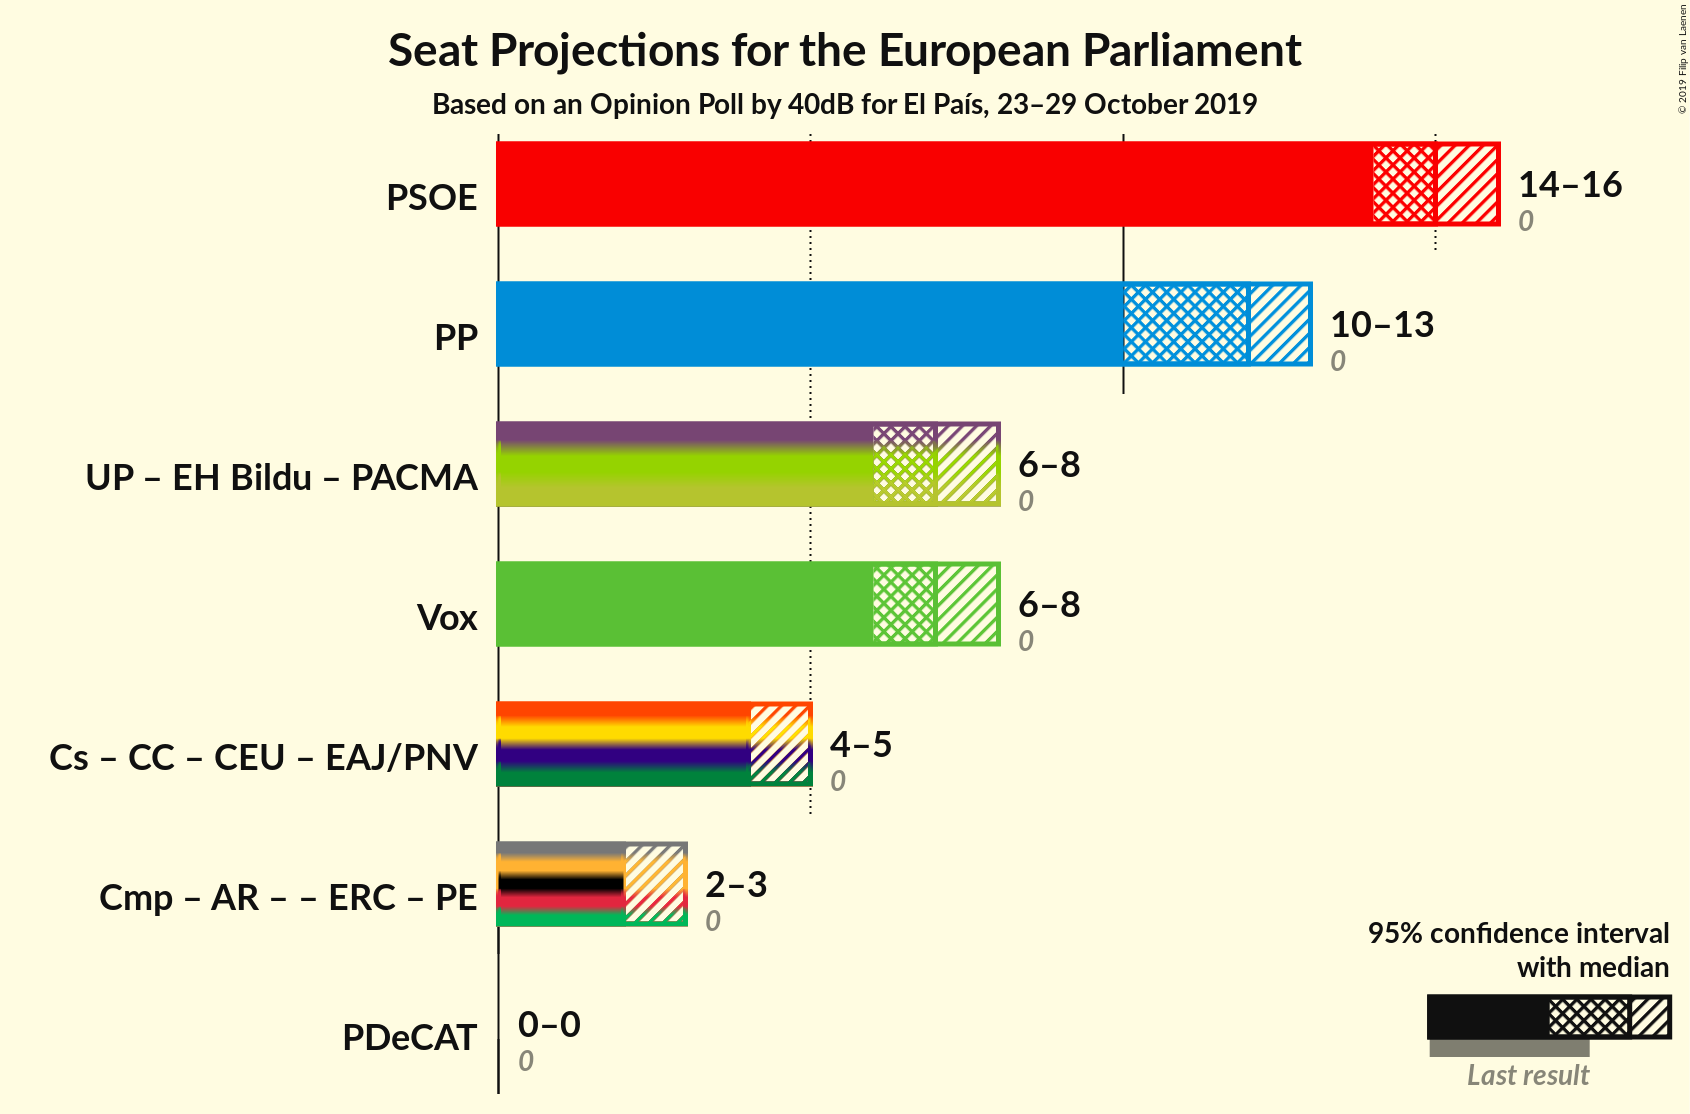 Seat Projections for the European Parliament
Based on an Opinion Poll by 40dB for El País, 23–29 October 2019
© 2019 Filip van Laenen
PSOE
14–16
0
PP
10–13
0
UP – EH Bildu – PACMA
6–8
0
Vox
6–8
0
Cs – CC – CEU – EAJ/PNV
4–5
0
Cmp – AR – – ERC – PE
2–3
0
PDeCAT
0–0
0
95% confidence interval
with median
Last result